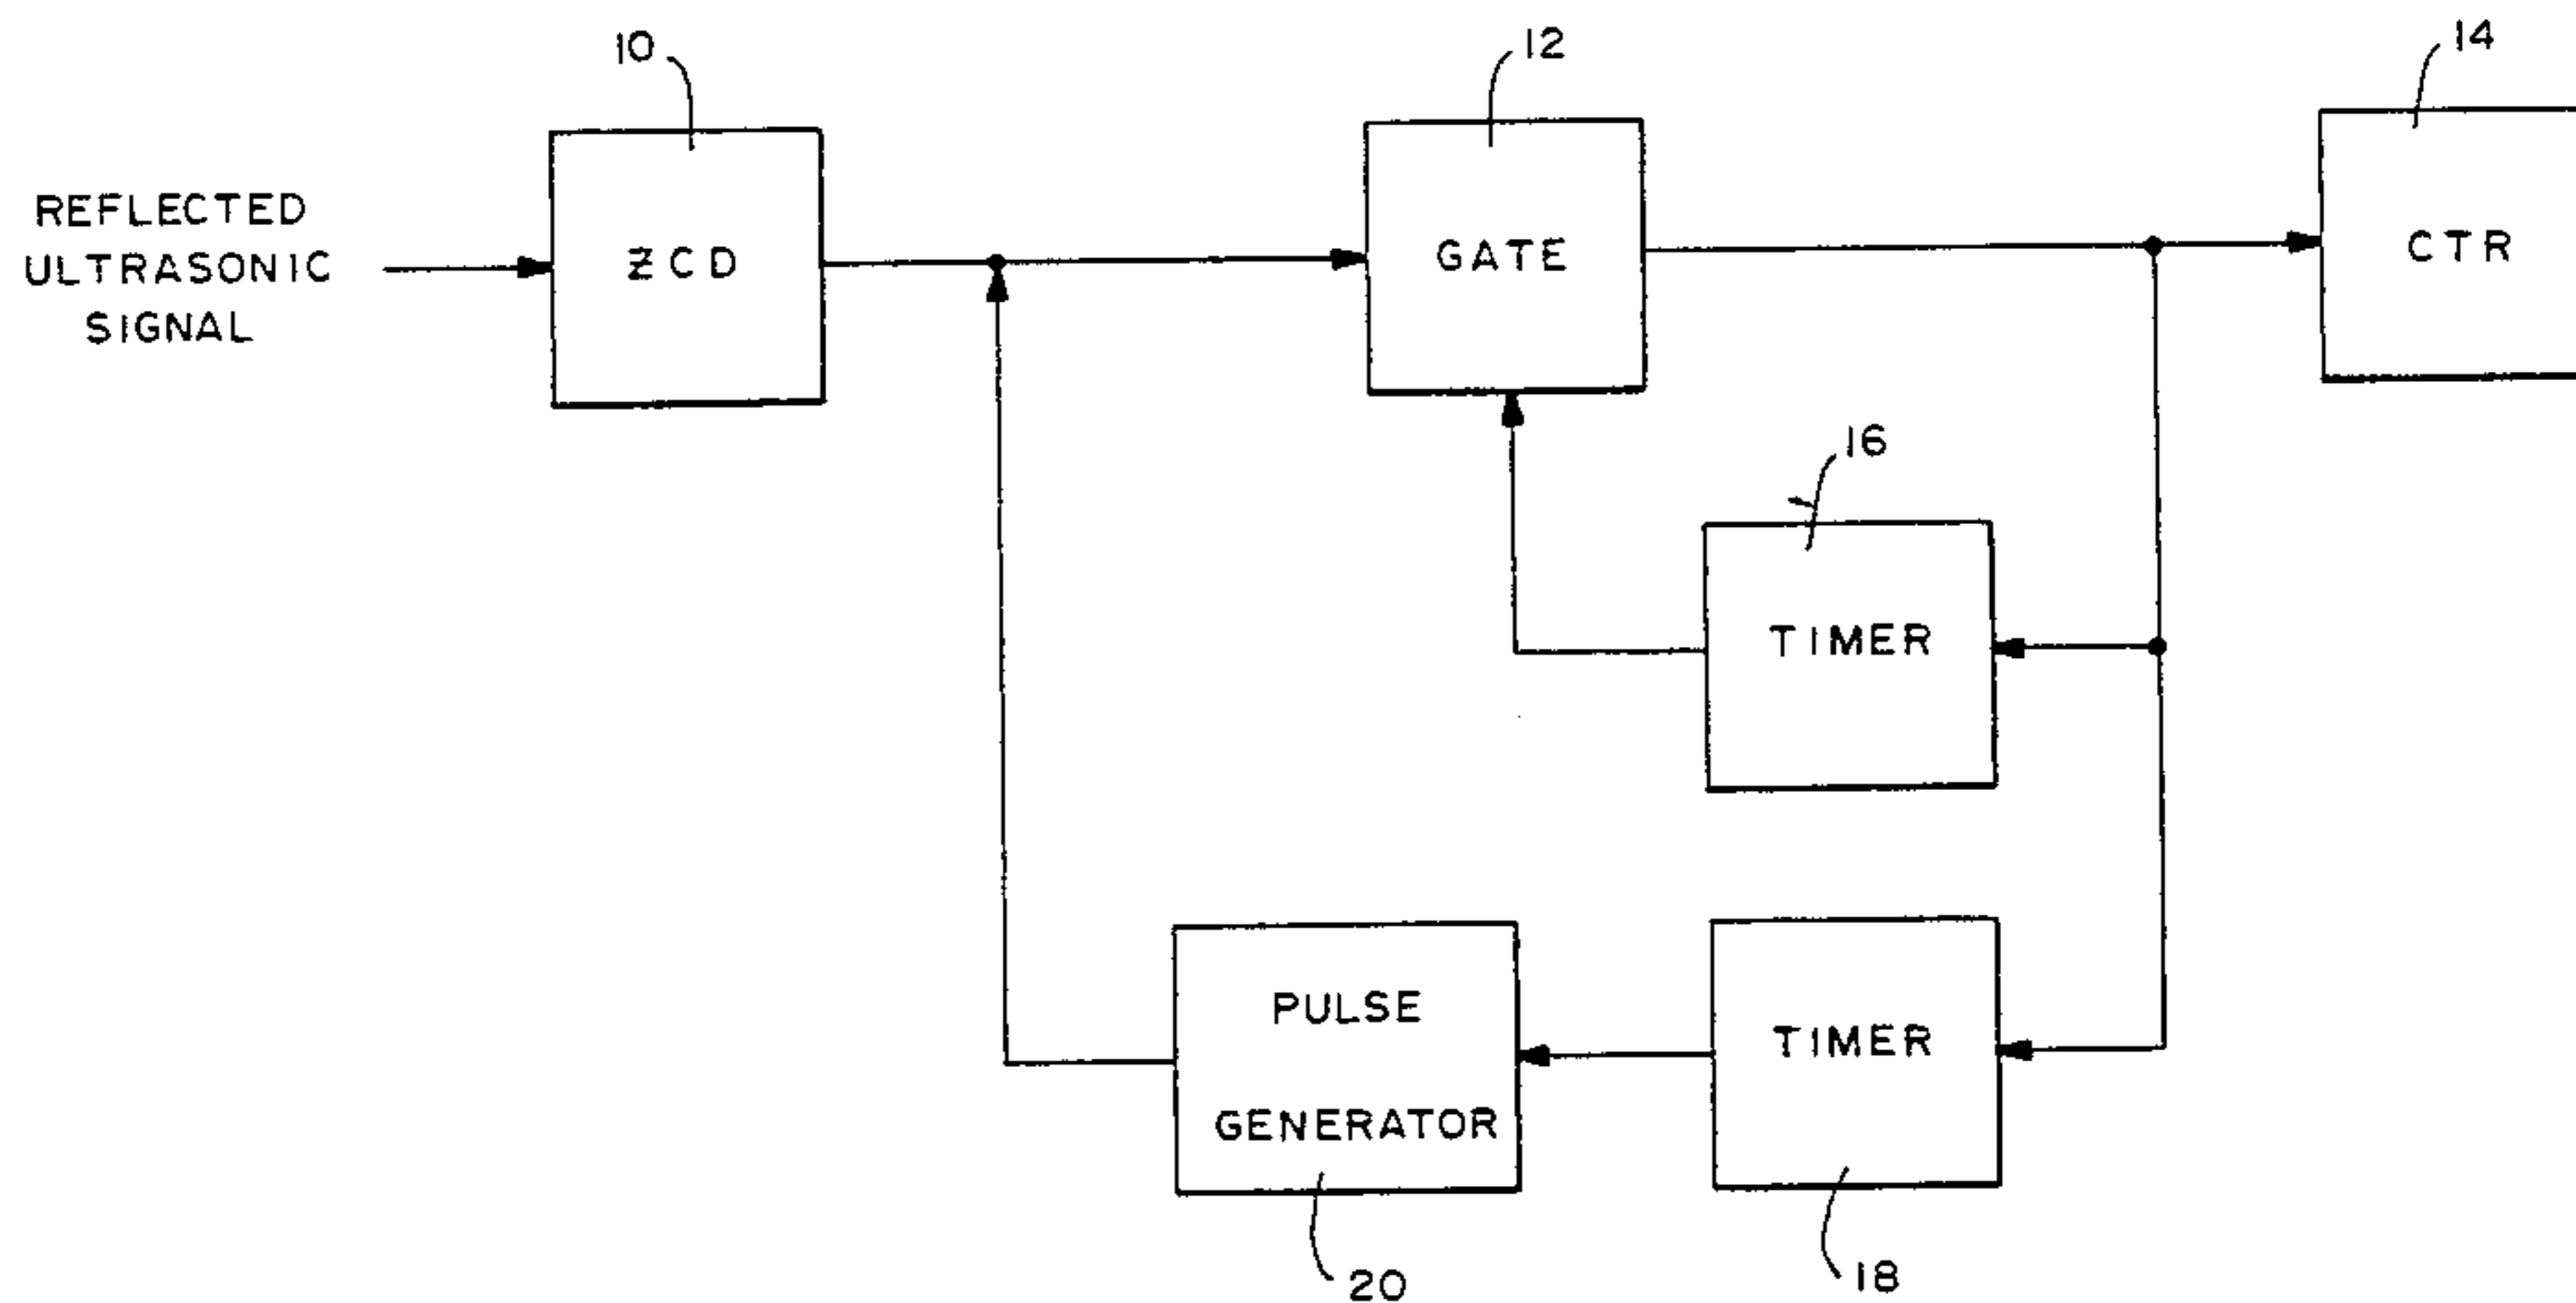 10
12
14
REFLECTED
ULTRASONIC
SIGNAL
ZCD
GATE
CTR
16
TIMER
PULSE
GENERATOR
TIMER
20
18